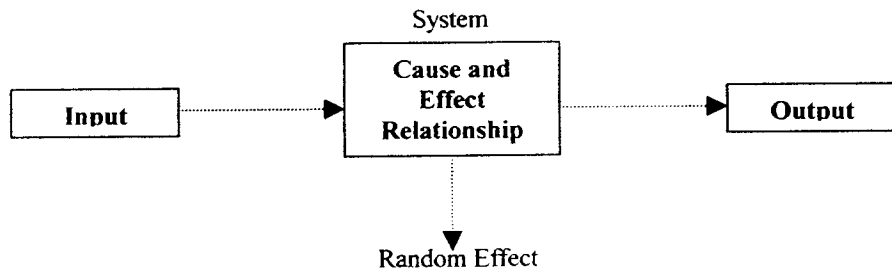 System
Cause and
Effect
Relationship
Input
Output
Random Effect